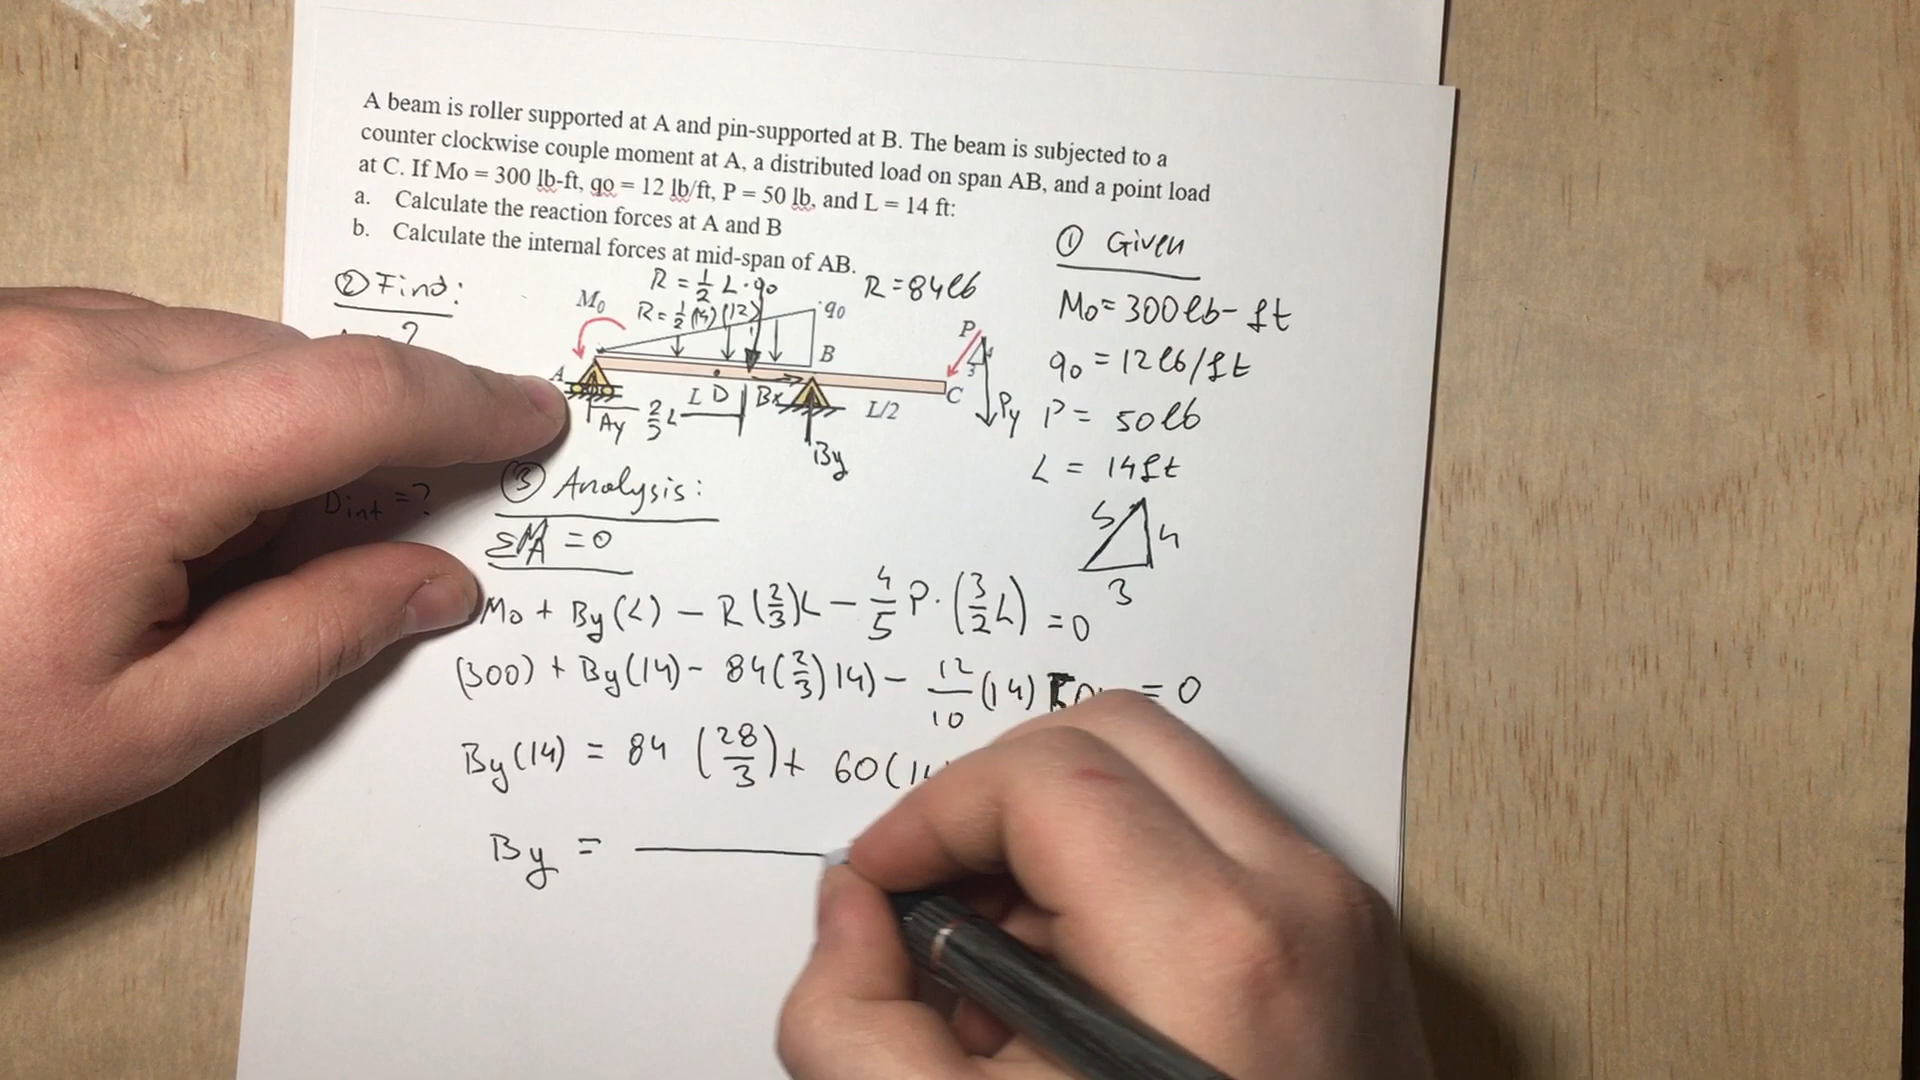 A beam is roller supported at A and pin-supported at B. The beam is subjected to a
counter clockwise couple moment at A, a distributed load on span AB, and a point load
at C. If Mo = 300 lb-ft, qo = 12 lb/ft, P = 50 lb, and L = 14 ft:
a. Calculate the reaction forces at A and B
b. Calculate the internal forces at mid-span of AB.
① Given
Mo = 300 lb-ft
qo = 12 lb/ft
P = 50 lb
L = 14 ft
5 4
3
② Find:
?
Dint = ?
R = 1/2 L · qo
R = 1/2 (14)(12)
R = 84 lb
Mo
qo
P
4
3
A
B
C
L
D
Bx
L/2
Ay
2/3 L
By
Py
③ Analysis:
ΣMA = 0
Mo + By(L) − R(2/3)L − 4/5 P · (3/2 L) = 0
(300) + By(14) − 84(2/3)14) − 12/10 (14) = 0
By(14) = 84 (28/3) + 60(14
By =